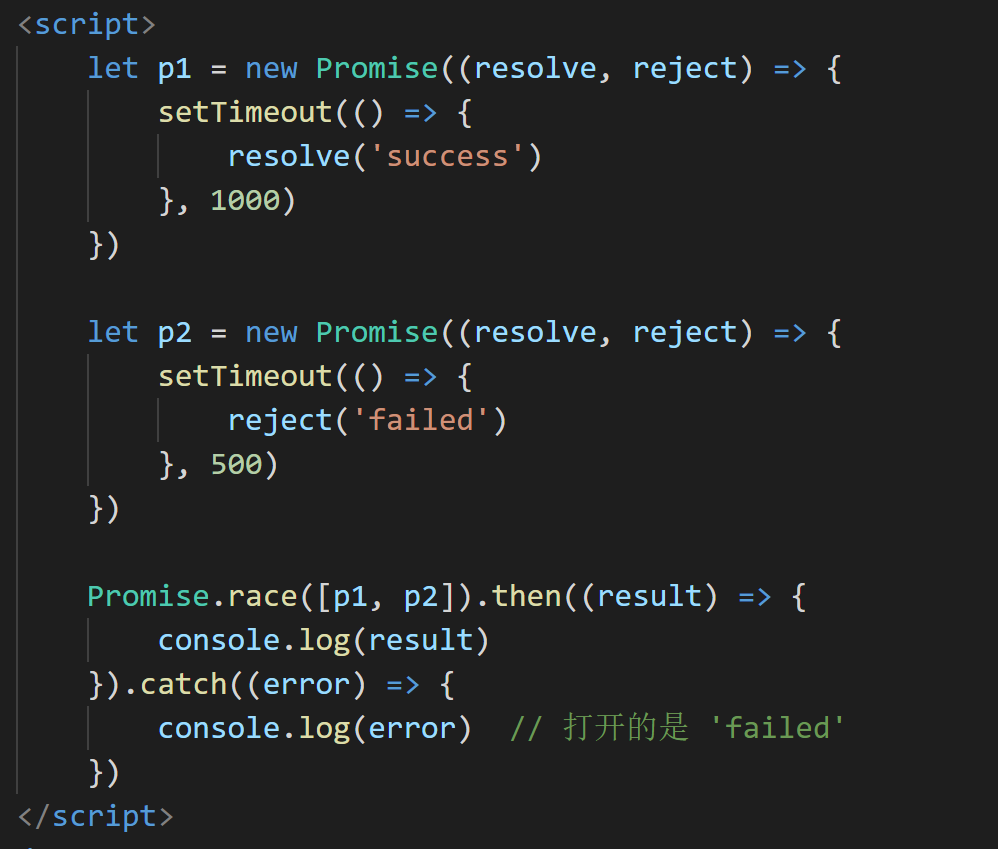 <script>
let p1 = new Promise((resolve, reject) => {
setTimeout(() => {
resolve('success')
}, 1000)
})
let p2 = new Promise((resolve, reject) => {
setTimeout(() => {
reject('failed')
}, 500)
})
Promise.race([p1, p2]).then((result) => {
console.log(result)
}).catch((error) => {
console.log(error)  // 打开的是 'failed'
})
</script>